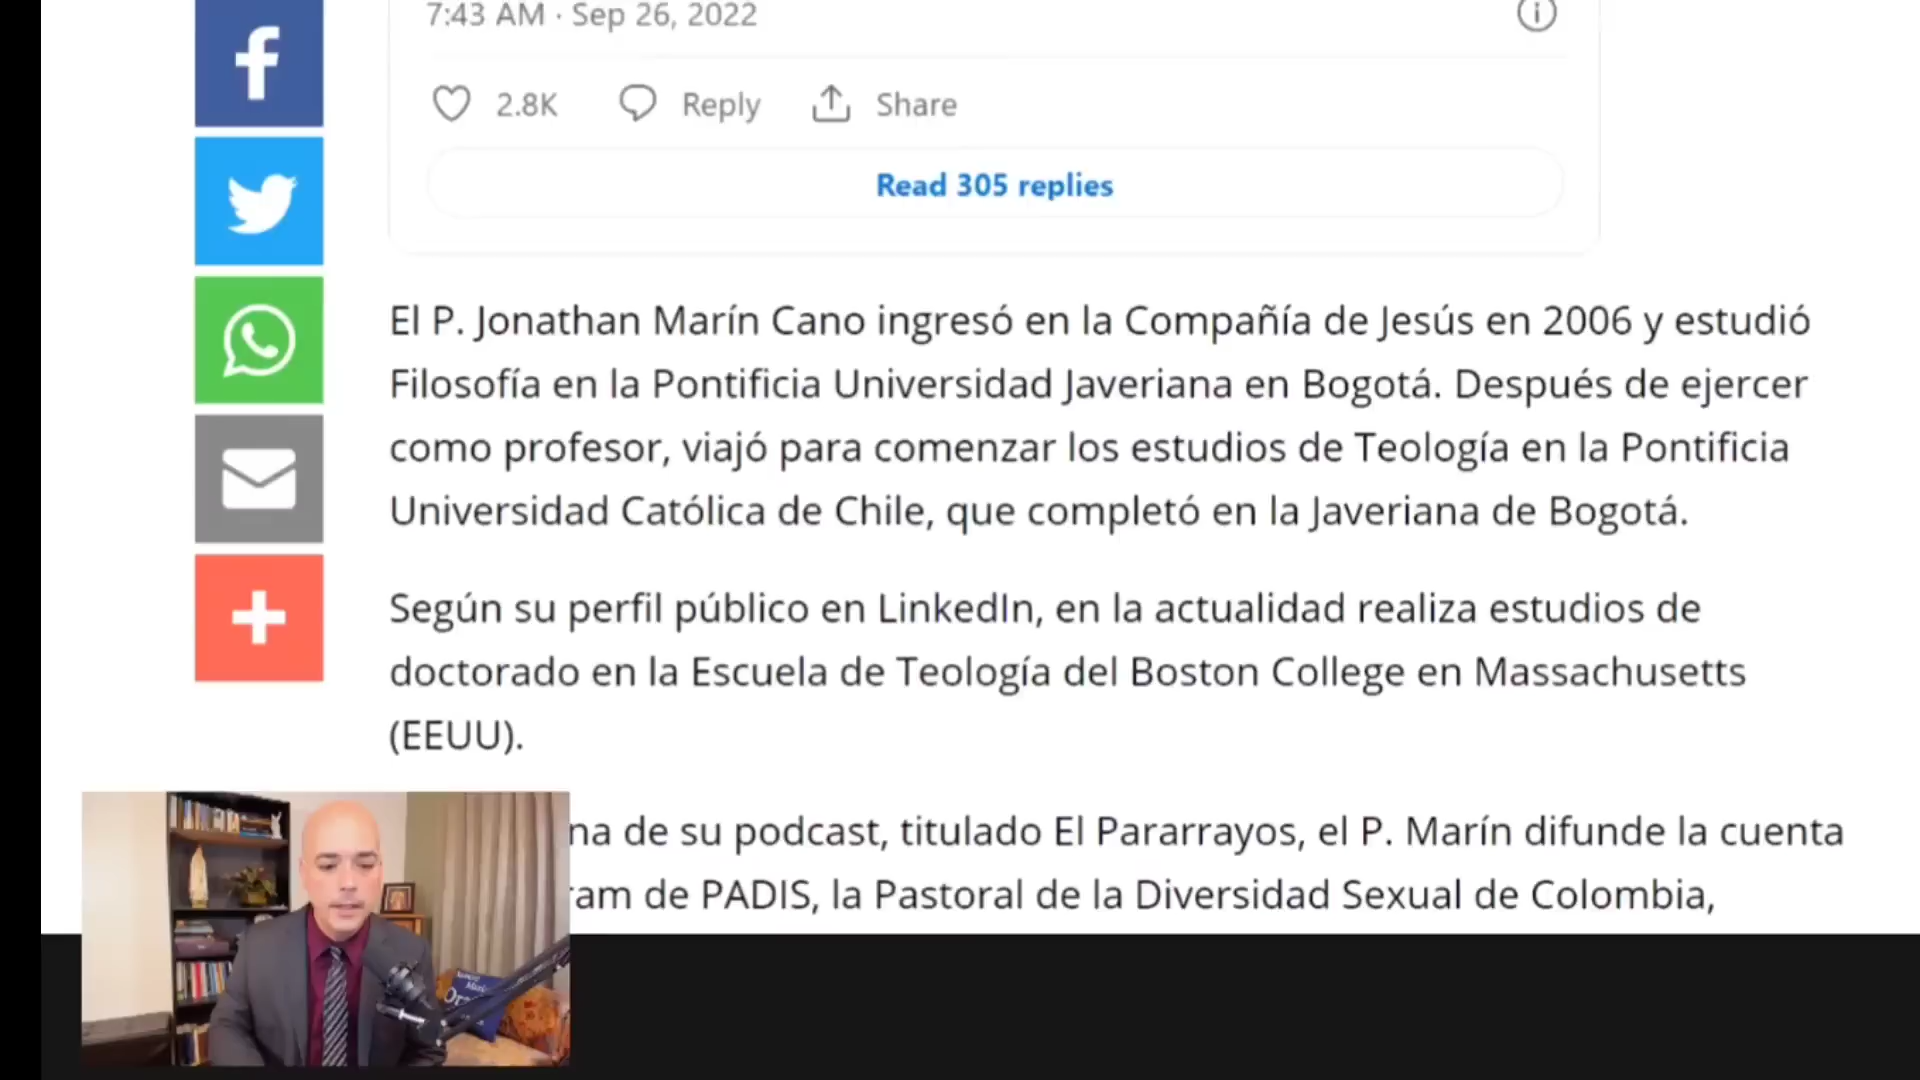 7:43 AM · Sep 26, 2022
2.8K Reply Share
Read 305 replies
El P. Jonathan Marín Cano ingresó en la Compañía de Jesús en 2006 y estudió
Filosofía en la Pontificia Universidad Javeriana en Bogotá. Después de ejercer
como profesor, viajó para comenzar los estudios de Teología en la Pontificia
Universidad Católica de Chile, que completó en la Javeriana de Bogotá.
Según su perfil público en LinkedIn, en la actualidad realiza estudios de
doctorado en la Escuela de Teología del Boston College en Massachusetts
(EEUU).
na de su podcast, titulado El Pararrayos, el P. Marín difunde la cuenta
ram de PADIS, la Pastoral de la Diversidad Sexual de Colombia,